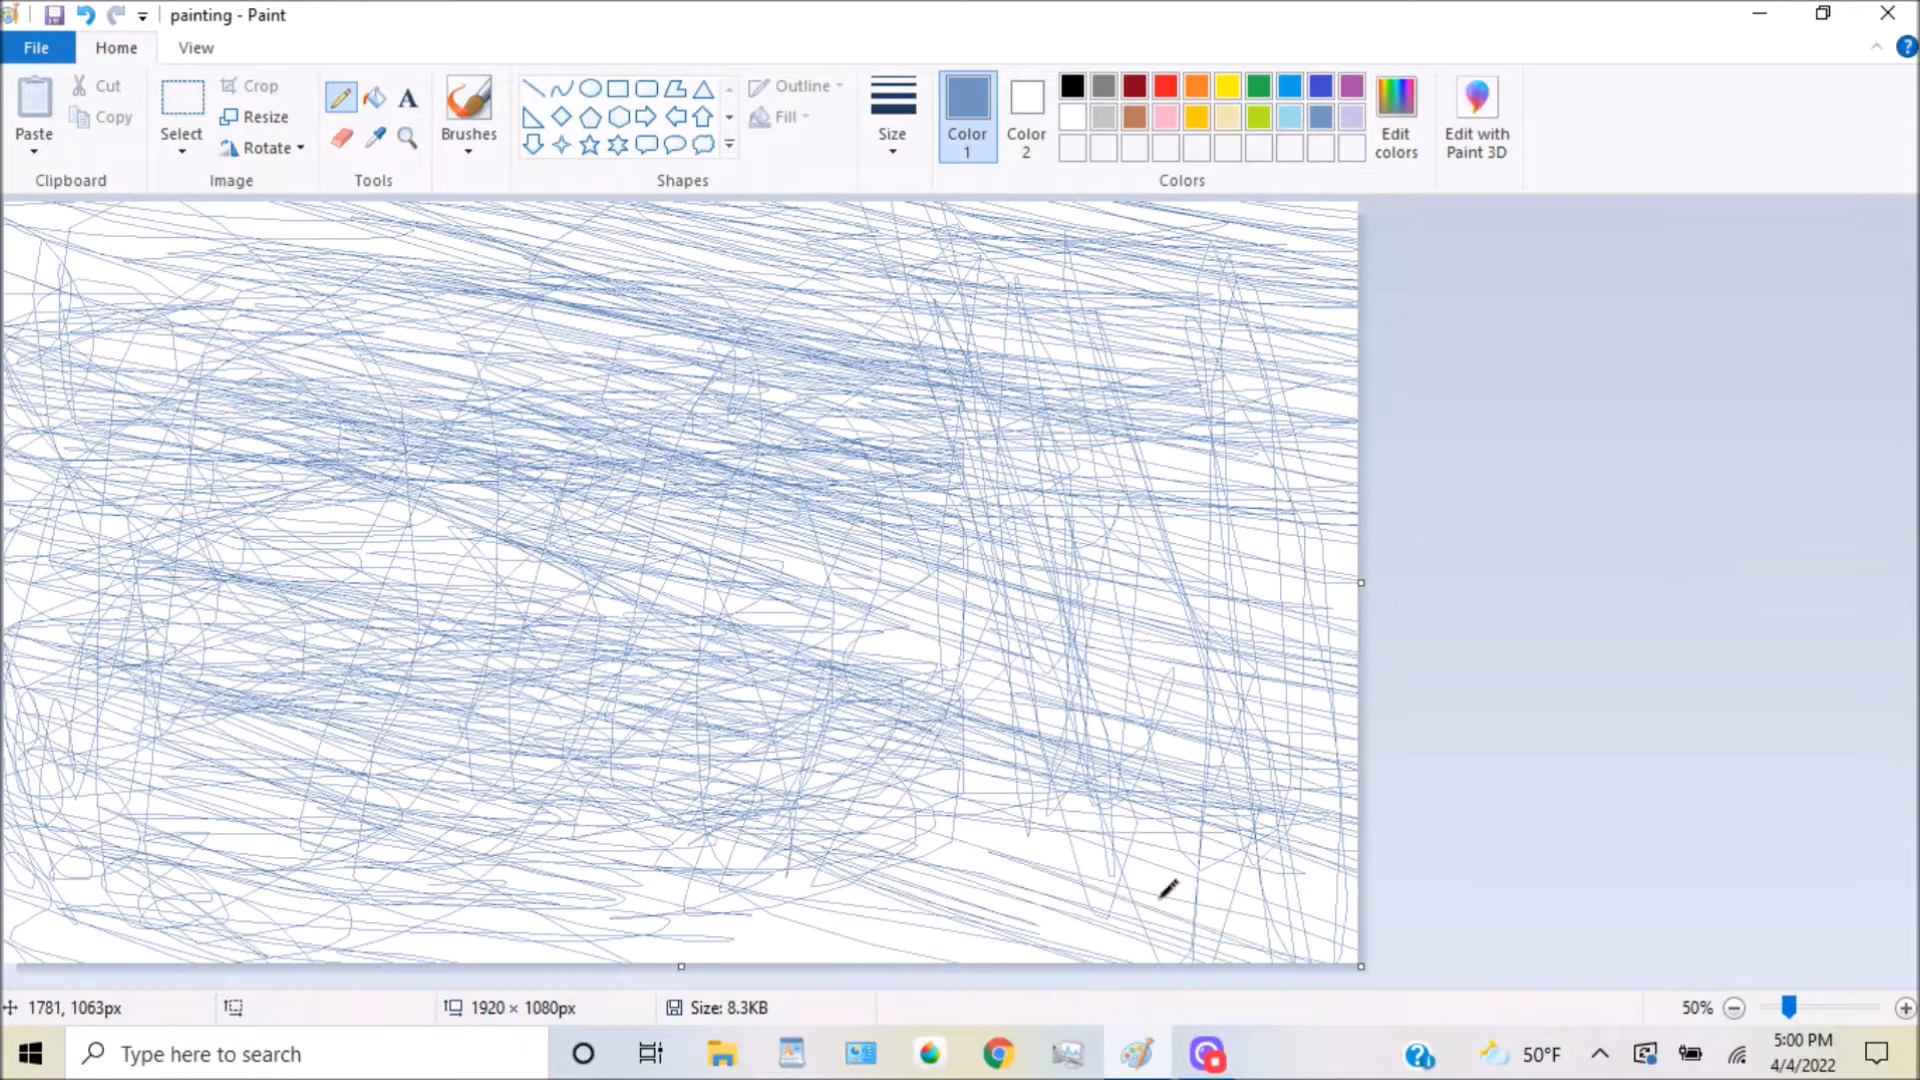 painting - Paint
File Home View
Paste
Cut
Copy
Clipboard
Select
Crop
Resize
Rotate
Image
A
Tools
Brushes
Shapes
Outline
Fill
Size
Color 1
Color 2
Colors
Edit colors
Edit with Paint 3D
1781, 1063px
1920 × 1080px
Size: 8.3KB
50%
Type here to search
50°F
5:00 PM
4/4/2022